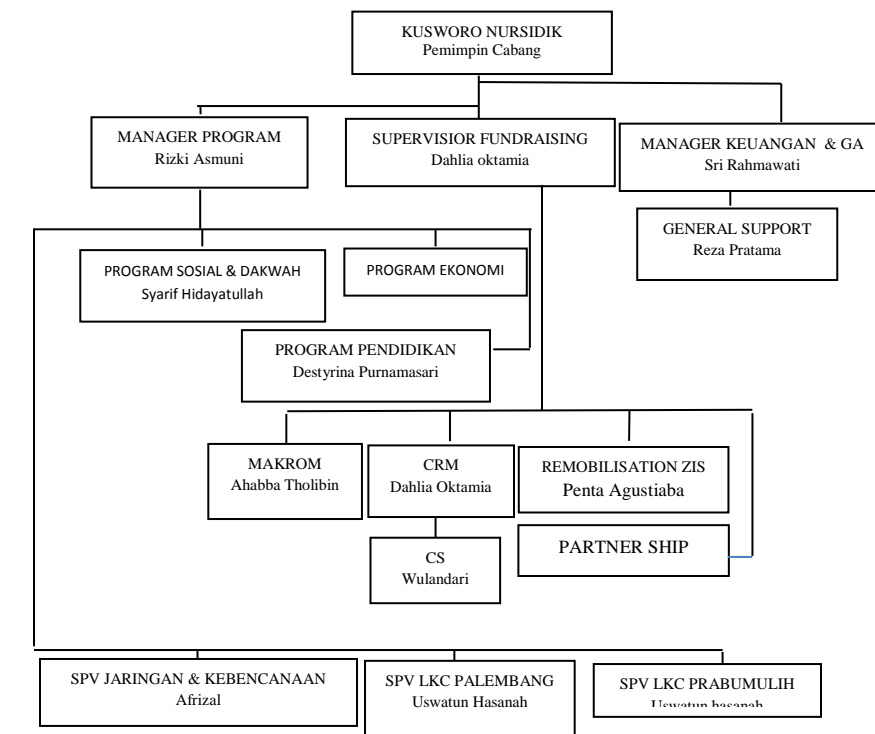 KUSWORO NURSIDIK
Pemimpin Cabang
MANAGER PROGRAM
Rizki Asmuni
SUPERVISIOR FUNDRAISING
Dahlia oktamia
MANAGER KEUANGAN & GA
Sri Rahmawati
GENERAL SUPPORT
Reza Pratama
PROGRAM SOSIAL & DAKWAH
Syarif Hidayatullah
PROGRAM EKONOMI
PROGRAM PENDIDIKAN
Destyrina Purnamasari
MAKROM
Ahabba Tholibin
CRM
Dahlia Oktamia
REMOBILISATION ZIS
Penta Agustiaba
CS
Wulandari
PARTNER SHIP
SPV JARINGAN & KEBENCANAAN
Afrizal
SPV LKC PALEMBANG
Uswatun Hasanah
SPV LKC PRABUMULIH
Uswatun hasanah